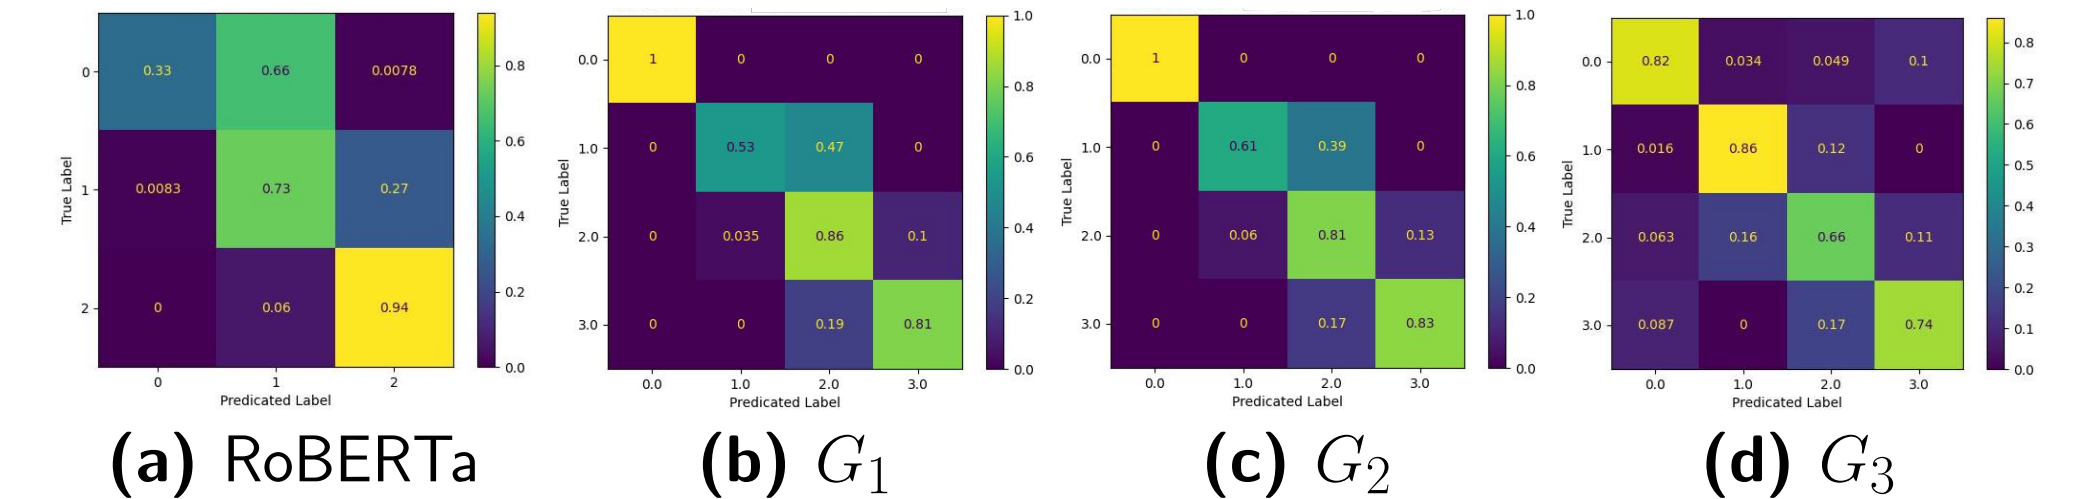 0 0.33 0.66 0.0078
1 0.0083 0.73 0.27
2 0 0.06 0.94
0 1 2
True Label
Predicated Label
0.8
0.6
0.4
0.2
0.0
(a) RoBERTa
0.0 1 0 0 0
1.0 0 0.53 0.47 0
2.0 0 0.035 0.86 0.1
3.0 0 0 0.19 0.81
0.0 1.0 2.0 3.0
True Label
Predicated Label
1.0
0.8
0.6
0.4
0.2
0.0
(b) G1
0.0 1 0 0 0
1.0 0 0.61 0.39 0
2.0 0 0.06 0.81 0.13
3.0 0 0 0.17 0.83
0.0 1.0 2.0 3.0
True Label
Predicated Label
1.0
0.8
0.6
0.4
0.2
0.0
(c) G2
0.0 0.82 0.034 0.049 0.1
1.0 0.016 0.86 0.12 0
2.0 0.063 0.16 0.66 0.11
3.0 0.087 0 0.17 0.74
0.0 1.0 2.0 3.0
True Label
Predicated Label
0.8
0.7
0.6
0.5
0.4
0.3
0.2
0.1
0.0
(d) G3